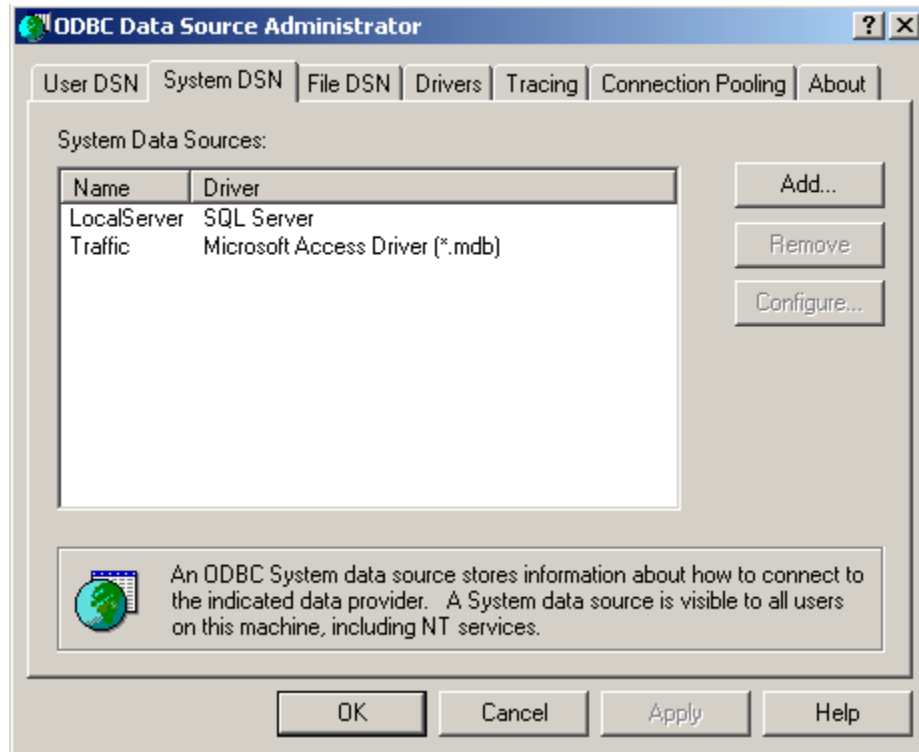 ODBC Data Source Administrator
User DSN System DSN File DSN Drivers Tracing Connection Pooling About
System Data Sources:
Name Driver
LocalServer SQL Server
Traffic Microsoft Access Driver (*.mdb)
Add...
Remove
Configure...
An ODBC System data source stores information about how to connect to
the indicated data provider. A System data source is visible to all users
on this machine, including NT services.
OK Cancel Apply Help